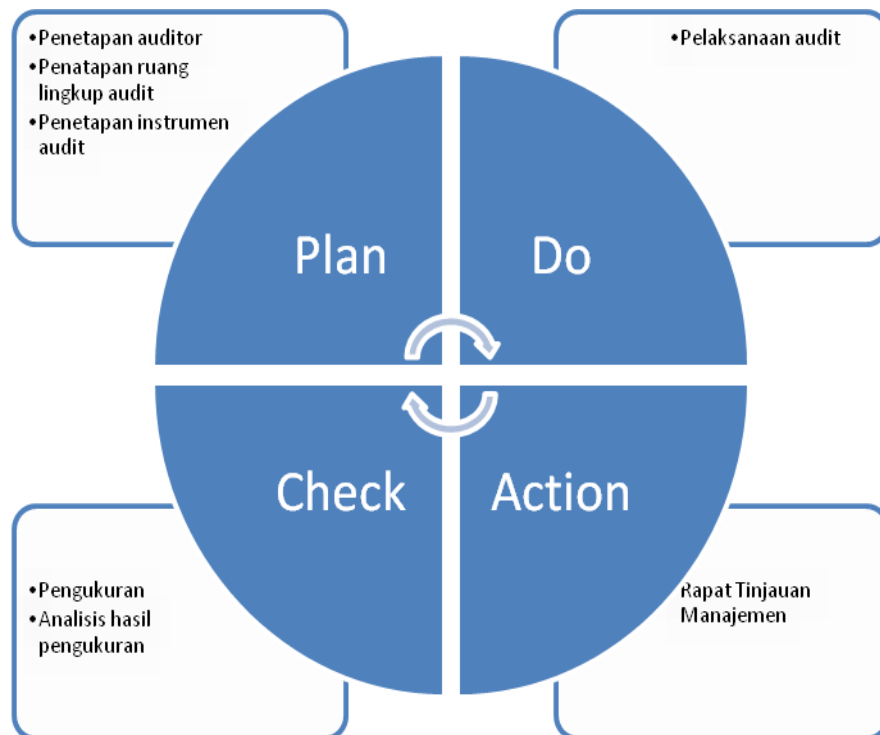 •Penetapan auditor
•Penatapan ruang
lingkup audit
•Penetapan instrumen
audit
•Pelaksanaan audit
Plan
Do
Check
Action
•Pengukuran
•Analisis hasil
pengukuran
Rapat Tinjauan
Manajemen